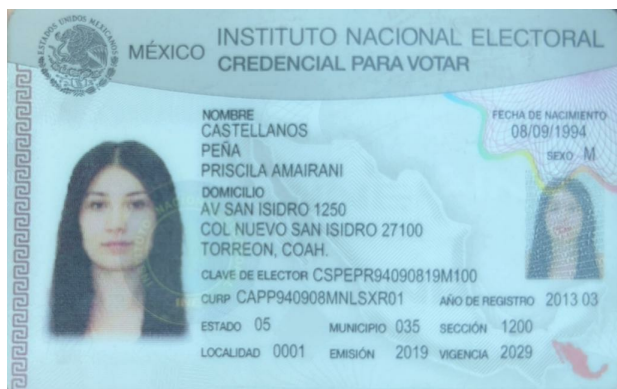 ESTADOS UNIDOS MEXICANOS
MÉXICO
INSTITUTO NACIONAL ELECTORAL
CREDENCIAL PARA VOTAR
NOMBRE
CASTELLANOS
PEÑA
PRISCILA AMAIRANI
FECHA DE NACIMIENTO
08/09/1994
SEXO M
DOMICILIO
AV SAN ISIDRO 1250
COL NUEVO SAN ISIDRO 27100
TORREON, COAH.
CLAVE DE ELECTOR CSPEPR94090819M100
CURP CAPP940908MNLSXR01 AÑO DE REGISTRO 2013 03
ESTADO 05 MUNICIPIO 035 SECCIÓN 1200
LOCALIDAD 0001 EMISIÓN 2019 VIGENCIA 2029